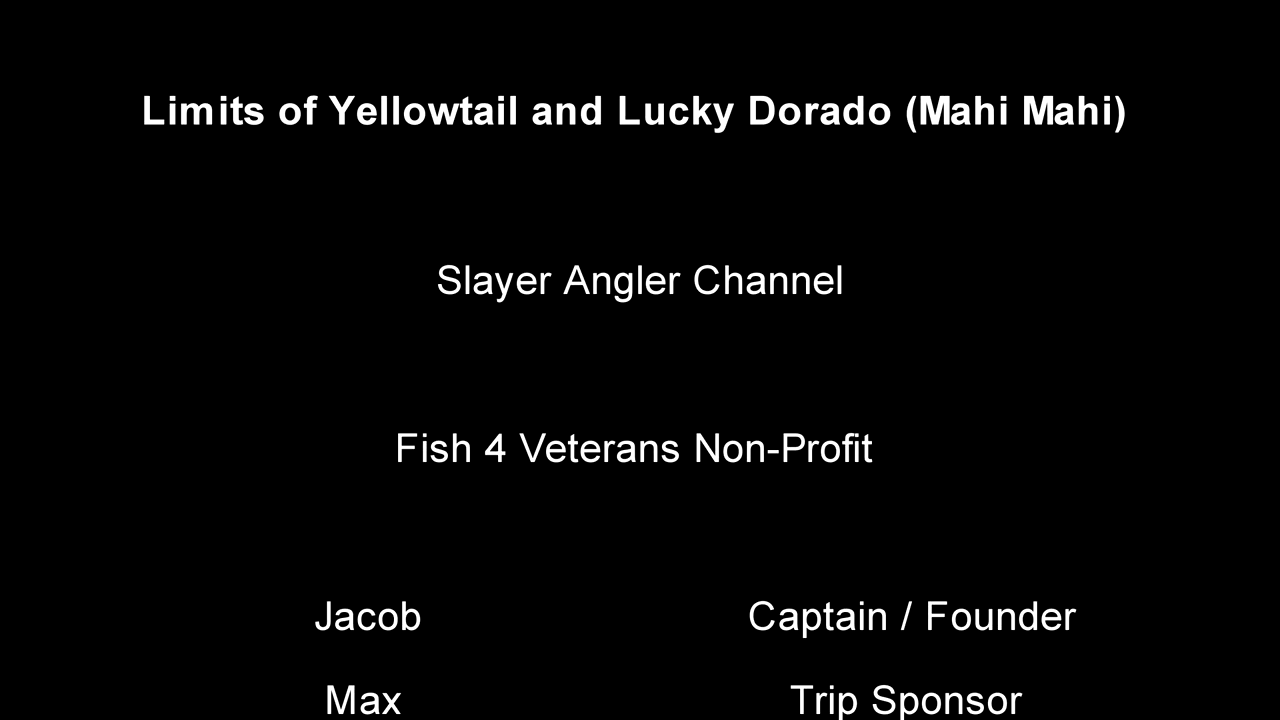 Limits of Yellowtail and Lucky Dorado (Mahi Mahi)
Slayer Angler Channel
Fish 4 Veterans Non-Profit
Jacob Captain / Founder
Max Trip Sponsor